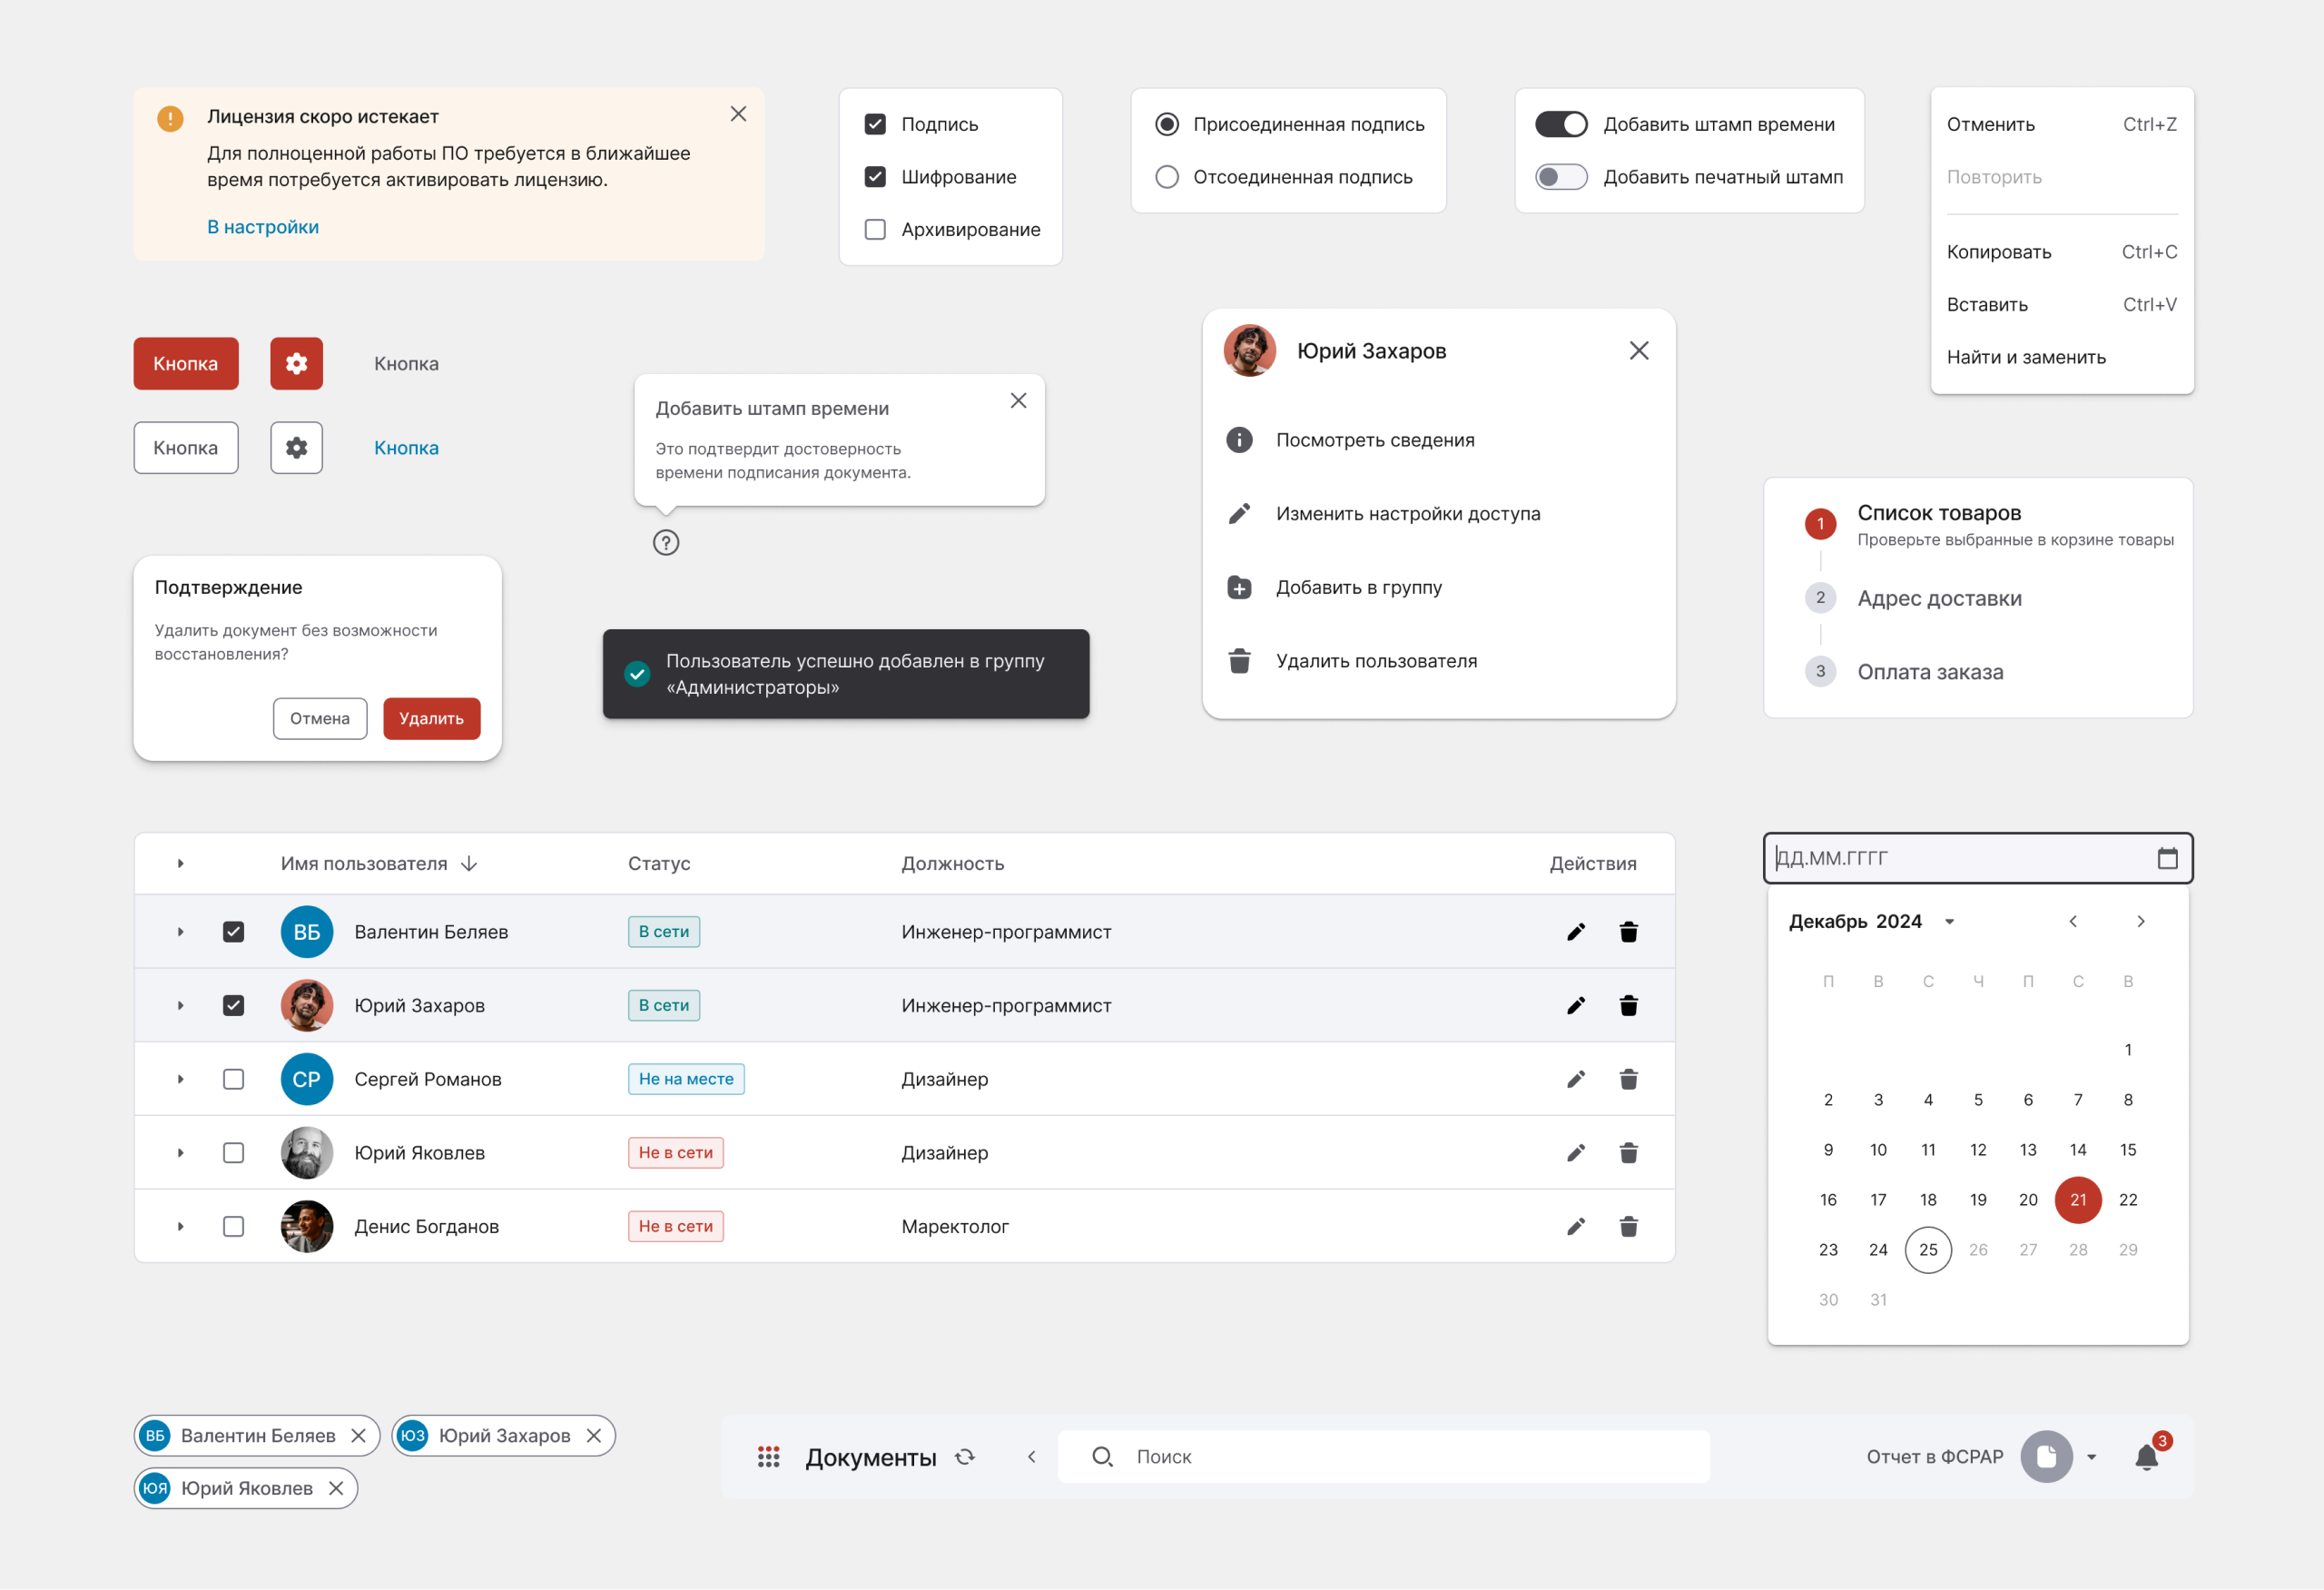 Лицензия скоро истекает
Для полноценной работы ПО требуется в ближайшее
время потребуется активировать лицензию.
В настройки
Подпись
Шифрование
Архивирование
Присоединенная подпись
Отсоединенная подпись
Добавить штамп времени
Добавить печатный штамп
Отменить Ctrl+Z
Повторить
Копировать Ctrl+C
Вставить Ctrl+V
Найти и заменить
Кнопка
Кнопка
Кнопка
Кнопка
Добавить штамп времени
Это подтвердит достоверность
времени подписания документа.
Юрий Захаров
Посмотреть сведения
Изменить настройки доступа
Добавить в группу
Удалить пользователя
1 Список товаров
Проверьте выбранные в корзине товары
2 Адрес доставки
3 Оплата заказа
Подтверждение
Удалить документ без возможности
восстановления?
Отмена Удалить
Пользователь успешно добавлен в группу
«Администраторы»
Имя пользователя Статус Должность Действия
ВБ Валентин Беляев В сети Инженер-программист
Юрий Захаров В сети Инженер-программист
СР Сергей Романов Не на месте Дизайнер
Юрий Яковлев Не в сети Дизайнер
Денис Богданов Не в сети Маректолог
ДД.ММ.ГГГГ
Декабрь 2024
П В С Ч П С В
1
2 3 4 5 6 7 8
9 10 11 12 13 14 15
16 17 18 19 20 21 22
23 24 25 26 27 28 29
30 31
ВБ Валентин Беляев
ЮЗ Юрий Захаров
ЮЯ Юрий Яковлев
Документы
Поиск
Отчет в ФСРАР
3